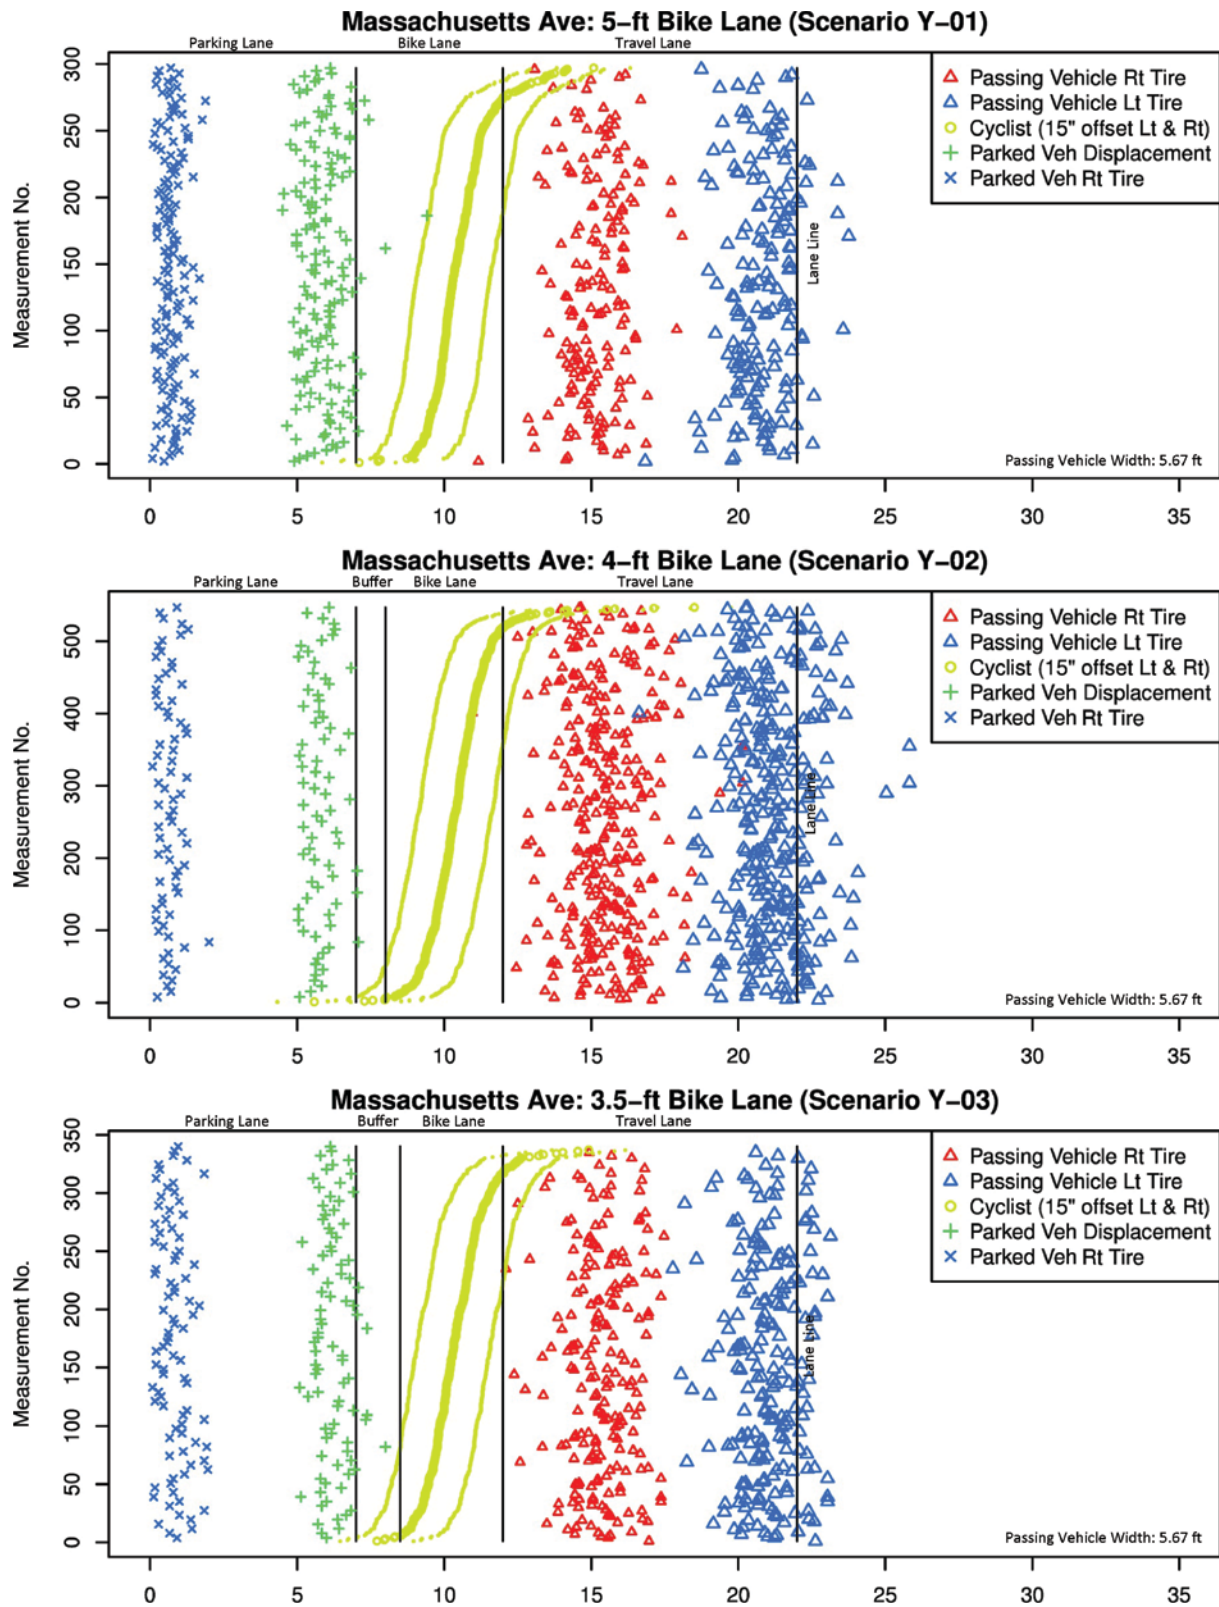 Massachusetts Ave: 5−ft Bike Lane (Scenario Y−01)
Parking Lane Bike Lane Travel Lane
Measurement No.
300
250
200
150
100
50
0
Passing Vehicle Rt Tire
Passing Vehicle Lt Tire
Cyclist (15" offset Lt & Rt)
Parked Veh Displacement
Parked Veh Rt Tire
Lane Line
Passing Vehicle Width: 5.67 ft
0 5 10 15 20 25 30 35
Massachusetts Ave: 4−ft Bike Lane (Scenario Y−02)
Parking Lane Buffer Bike Lane Travel Lane
Measurement No.
500
400
300
200
100
0
Passing Vehicle Rt Tire
Passing Vehicle Lt Tire
Cyclist (15" offset Lt & Rt)
Parked Veh Displacement
Parked Veh Rt Tire
Lane Line
Passing Vehicle Width: 5.67 ft
0 5 10 15 20 25 30 35
Massachusetts Ave: 3.5−ft Bike Lane (Scenario Y−03)
Parking Lane Buffer Bike Lane Travel Lane
Measurement No.
350
300
250
200
150
100
50
0
Passing Vehicle Rt Tire
Passing Vehicle Lt Tire
Cyclist (15" offset Lt & Rt)
Parked Veh Displacement
Parked Veh Rt Tire
Lane Line
Passing Vehicle Width: 5.67 ft
0 5 10 15 20 25 30 35